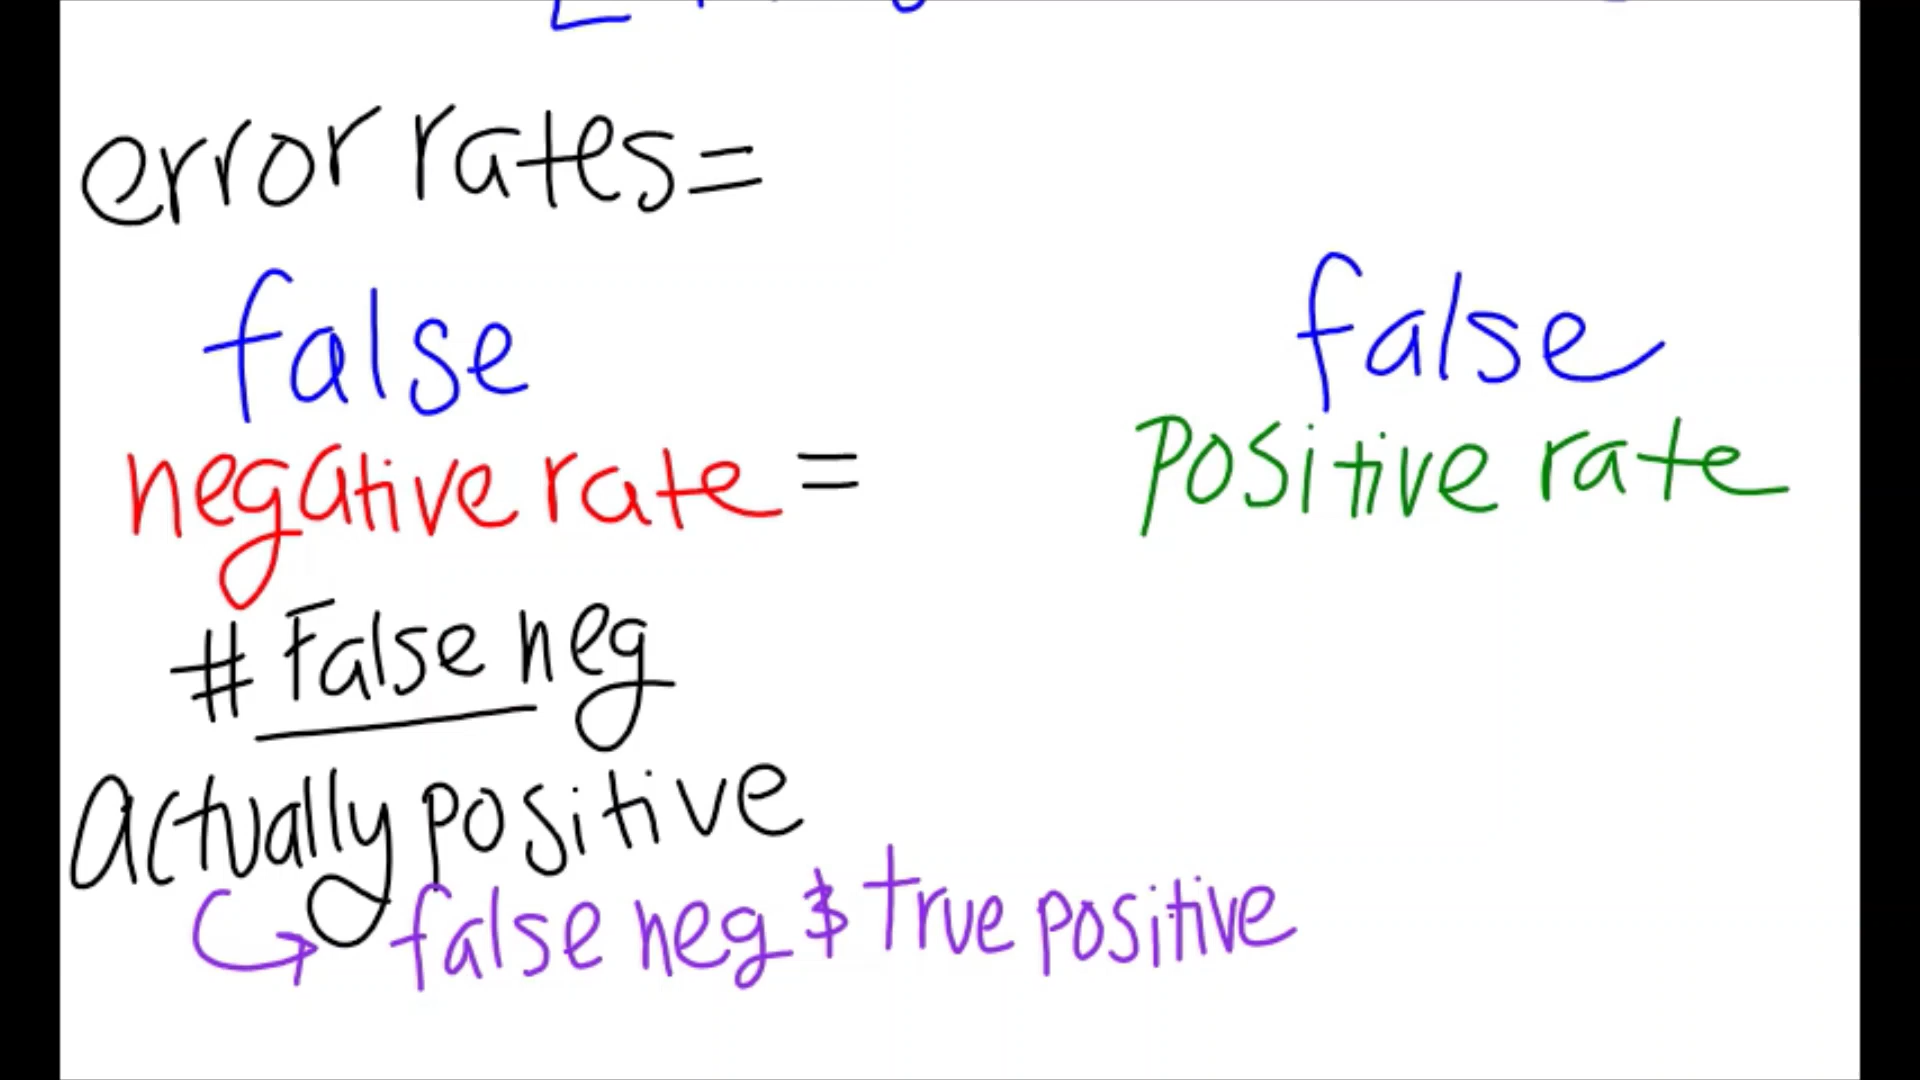 error rates=
false
negative rate =
# False neg
Actually positive
↪ false neg & true positive
false
positive rate